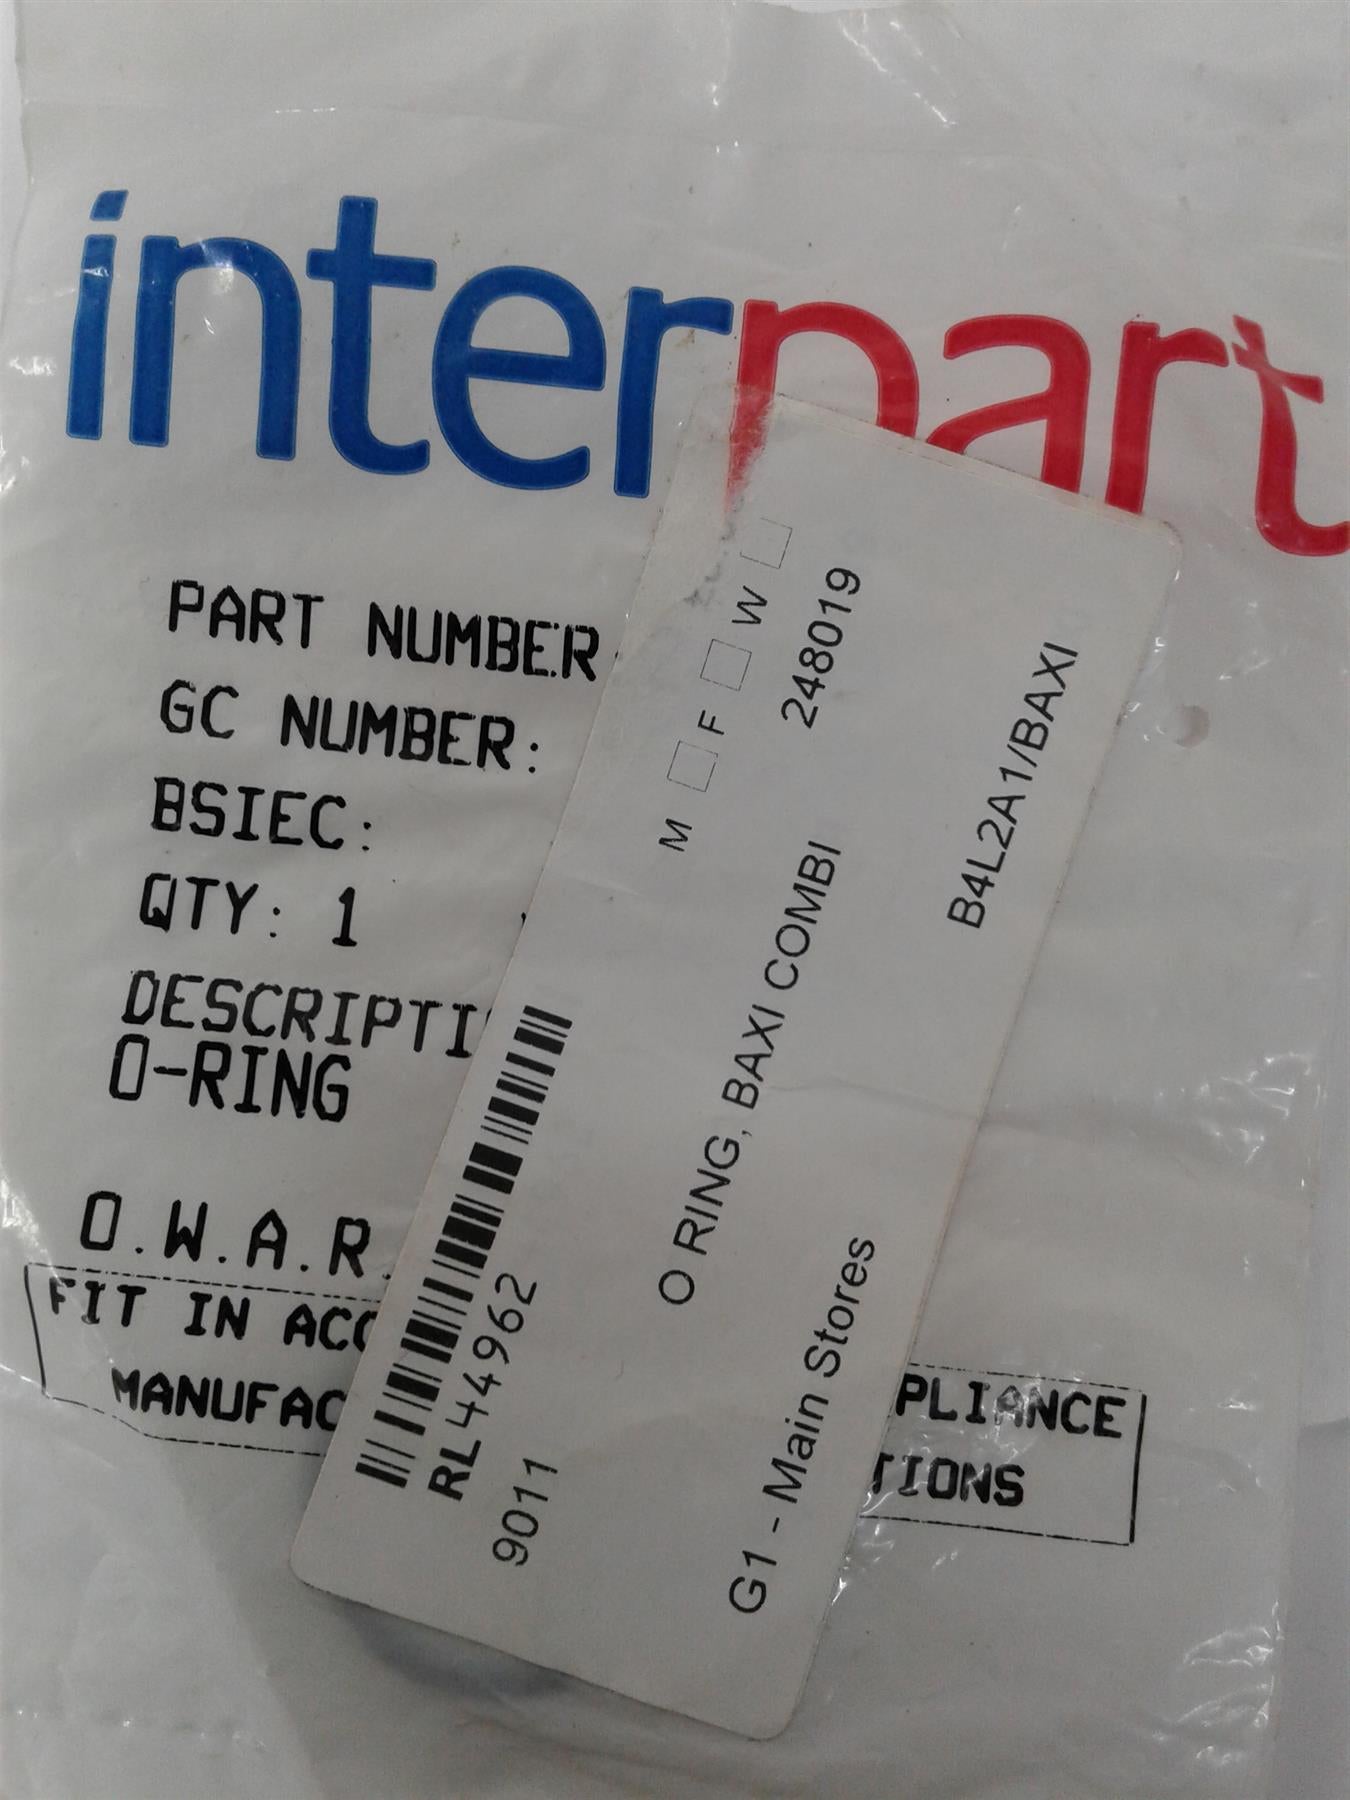 interpart
PART NUMBER
GC NUMBER:
BSIEC:
QTY: 1
DESCRIPTI
O-RING
O.W.A.R.
FIT IN ACC
MANUFAC
PLIANCE
TIONS
M F W
248019
RL44962
9011
O RING, BAXI COMBI
G1 - Main Stores
B4L2A1/BAXI